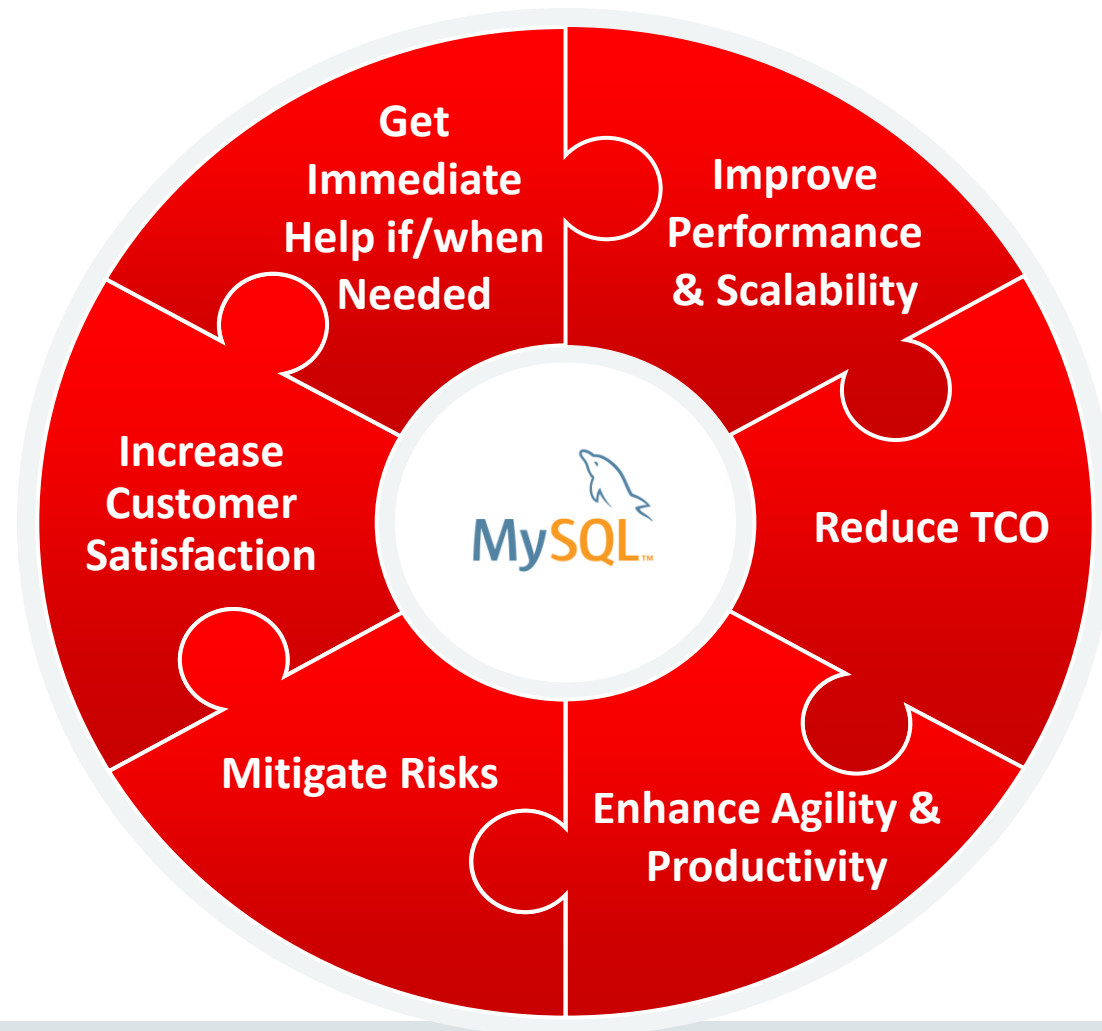 Get
Immediate
Help if/when
Needed
Improve
Performance
& Scalability
Reduce TCO
Enhance Agility &
Productivity
Mitigate Risks
Increase
Customer
Satisfaction
MySQL™